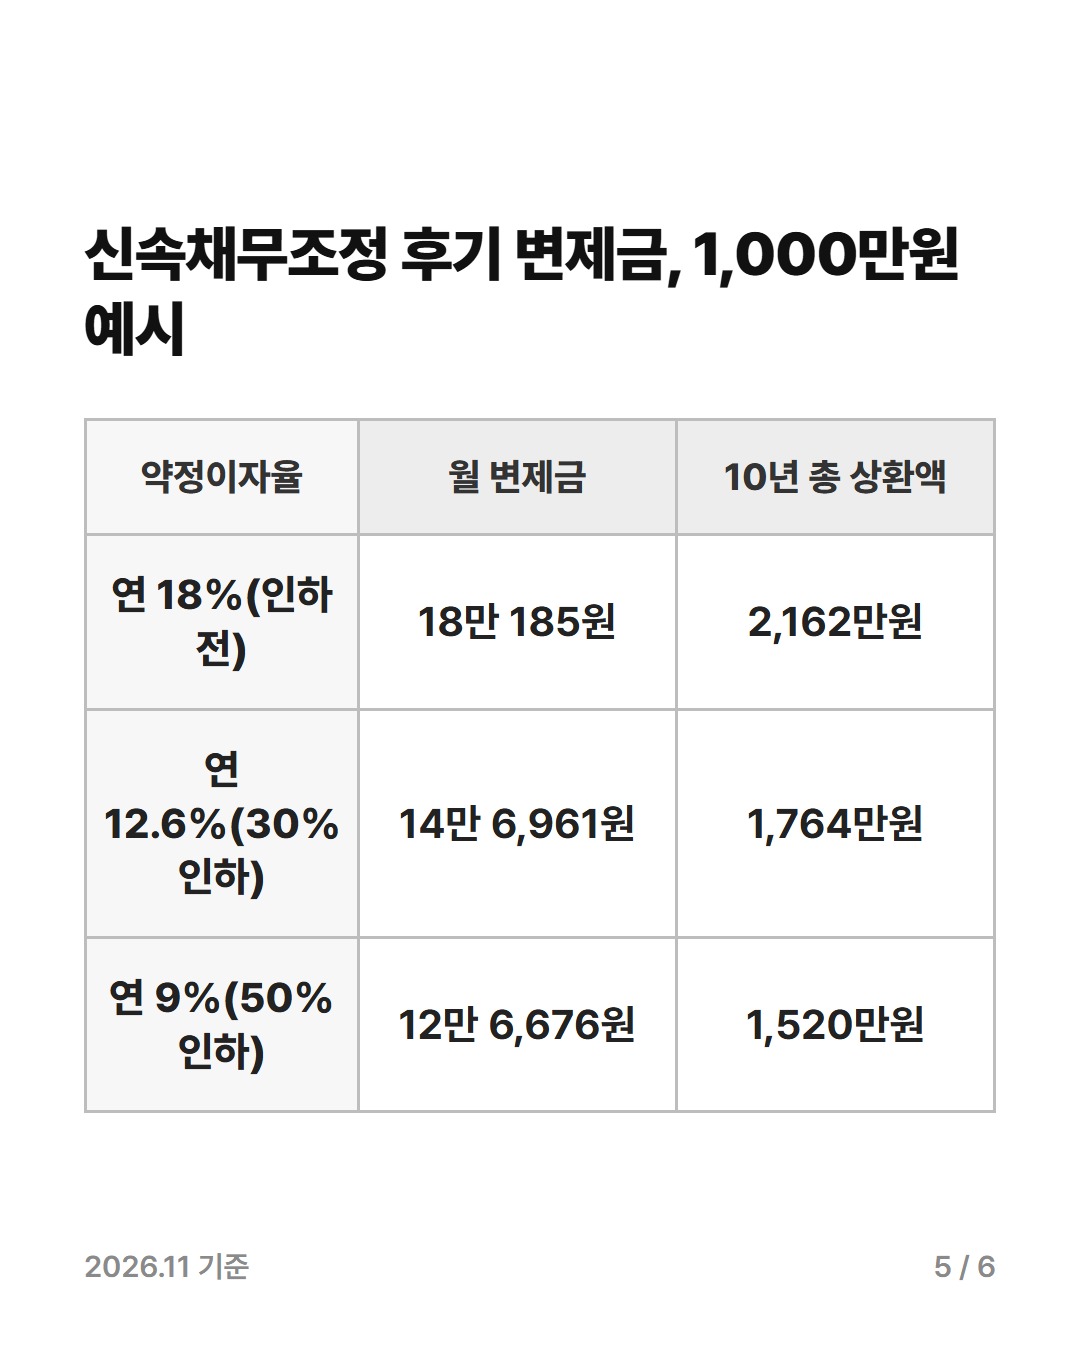 신속채무조정 후기 변제금, 1,000만원
예시
약정이자율
월 변제금
10년 총 상환액
연 18%(인하
전)
18만 185원
2,162만원
연
12.6%(30%
인하)
14만 6,961원
1,764만원
연 9%(50%
인하)
12만 6,676원
1,520만원
2026.11 기준
5 / 6